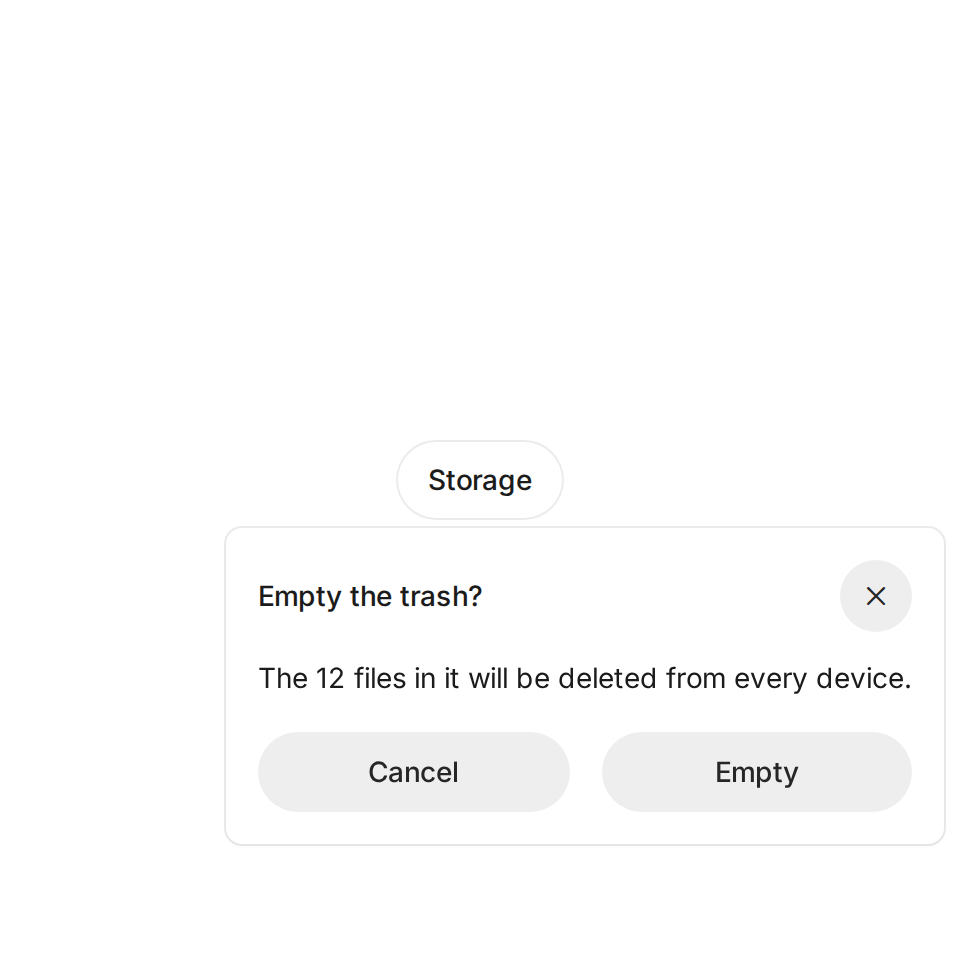 Storage
Empty the trash?
The 12 files in it will be deleted from every device.
Cancel
Empty